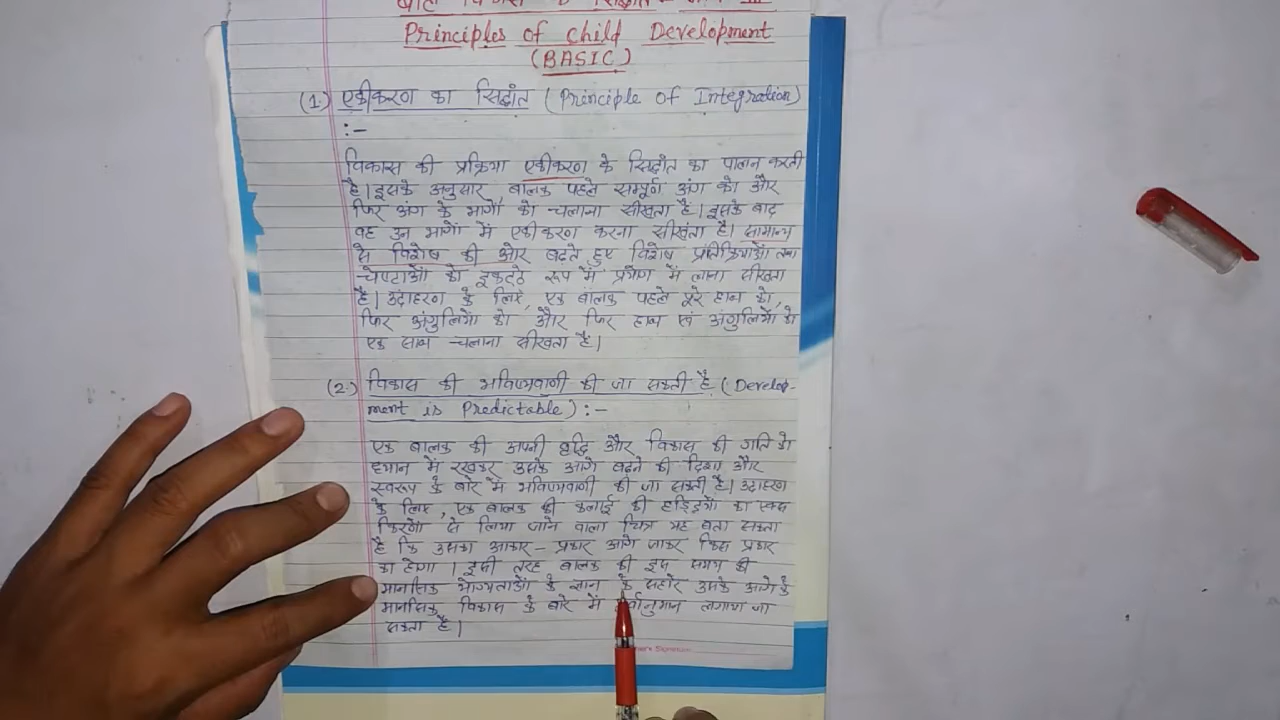 बाल विकास के सिद्धांत
Principles of Child Development
(BASIC)
(1) एकीकरण का सिद्धांत (Principle of Integration)
:-
विकास की प्रक्रिया एकीकरण के सिद्धांत का पालन करती
है। इसके अनुसार, बालक पहले सम्पूर्ण अंग को और
फिर अंग के भागों को चलाना सीखता है। इसके बाद
वह उन भागों में एकीकरण करना सीखता है। सामान्य
से विशेष की ओर बढ़ते हुए विशेष प्रतिक्रियाओं तथा
चेष्टाओं को इकट्ठे रूप में प्रयोग में लाना सीखता
है। उदाहरण के लिए, एक बालक पहले पूरे हाथ को,
फिर अंगुलियों को और फिर हाथ एवं अंगुलियों को
एक साथ चलाना सीखता है।
(2) विकास की भविष्यवाणी की जा सकती है (Develop-
ment is Predictable) :-
एक बालक की अपनी वृद्धि और विकास की गति को
ध्यान में रखकर उसके आगे बढ़ने की दिशा और
स्वरूप के बारे में भविष्यवाणी की जा सकती है। उदाहरण
के लिए, एक बालक की कलाई की हड्डियों का एक्स
किरणों से लिया जाने वाला चित्र यह बता सकता
है कि उसका आकार - प्रकार आगे जाकर किस प्रकार
का होगा। इसी तरह बालक की इस समय की
मानसिक योग्यताओं के ज्ञान के सहारे उसके आगे के
मानसिक विकास के बारे में पूर्वानुमान लगाया जा
सकता है।